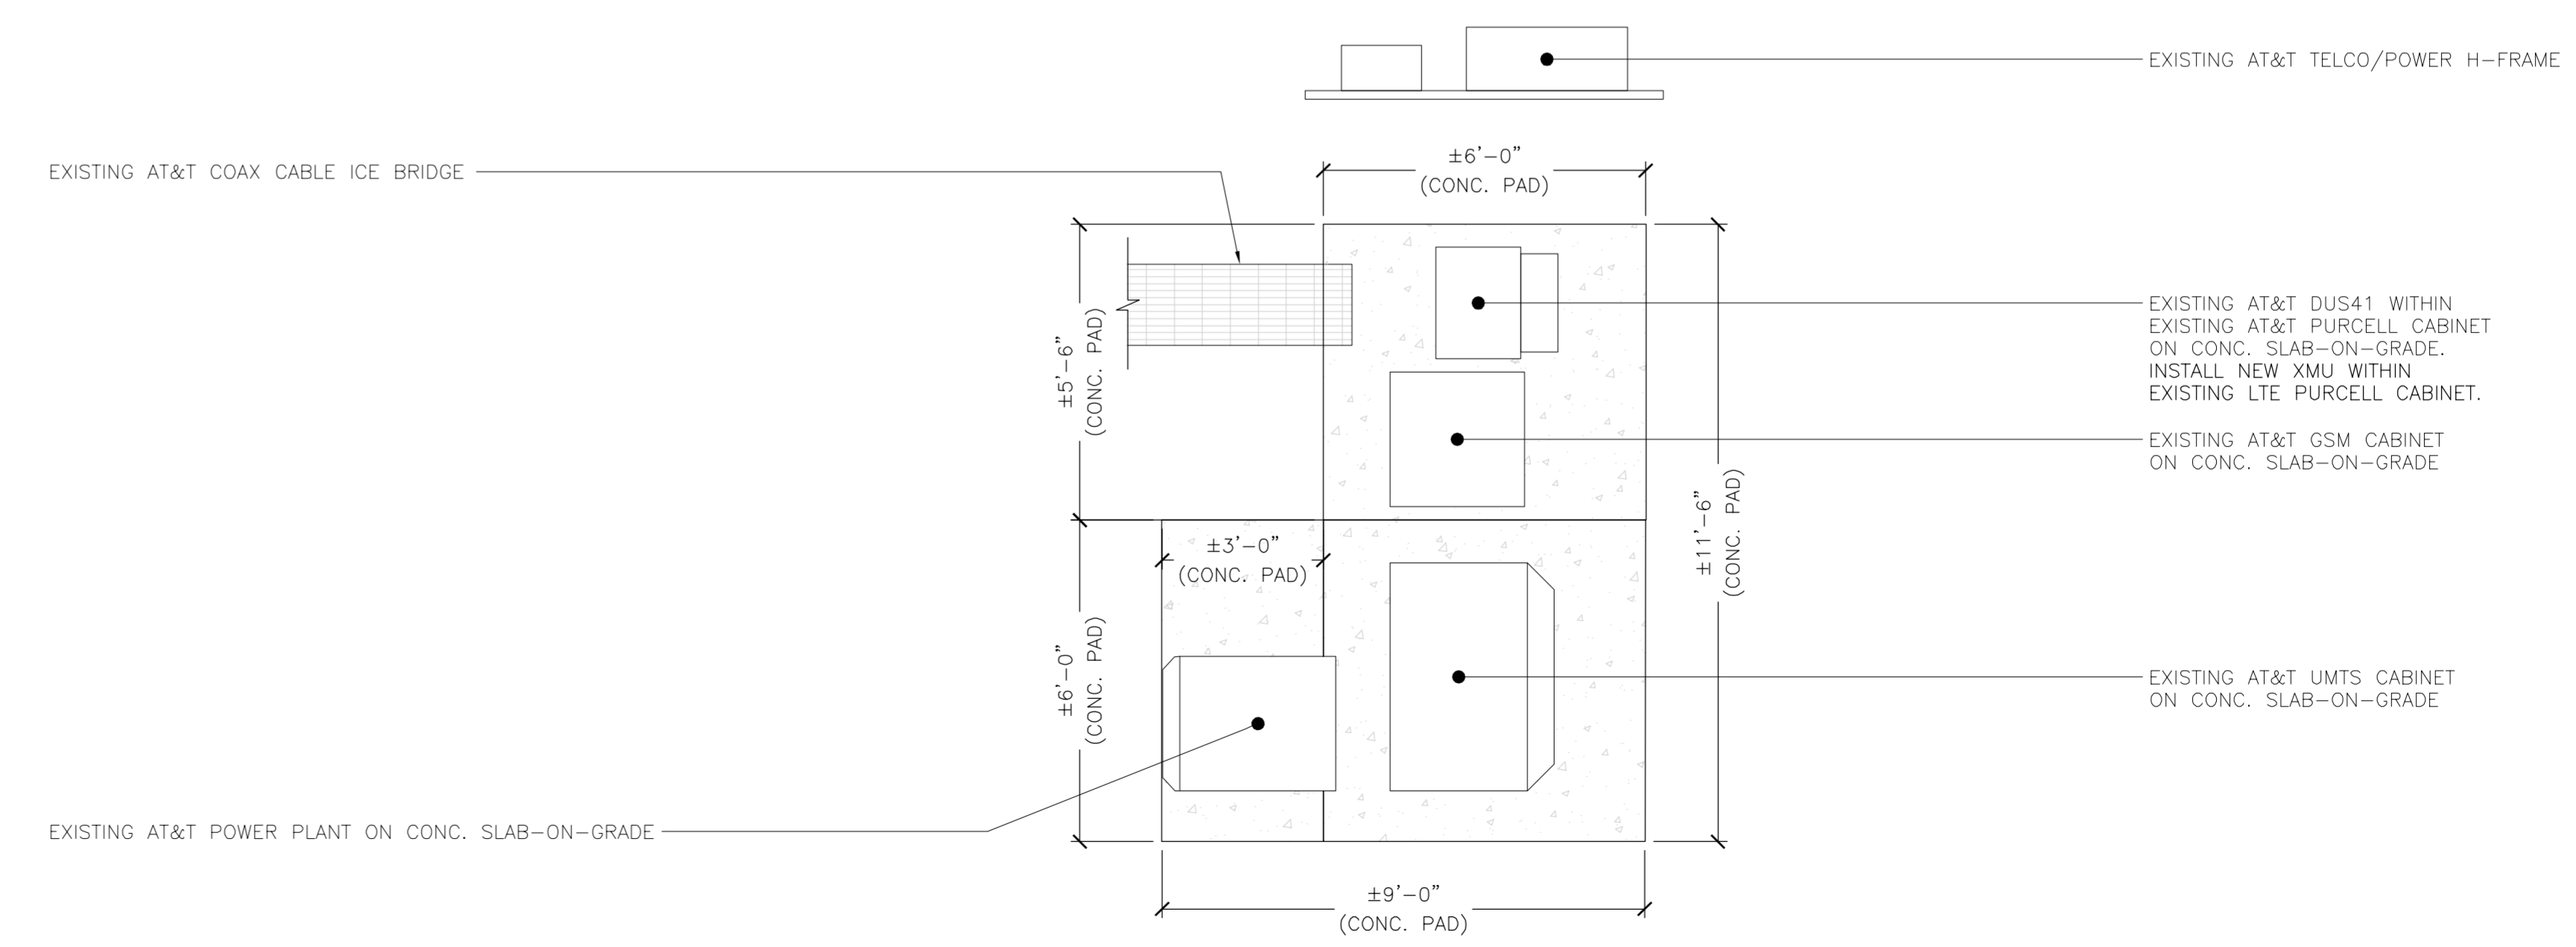 EXISTING AT&T TELCO/POWER H-FRAME
EXISTING AT&T COAX CABLE ICE BRIDGE
±6'-0"
(CONC. PAD)
EXISTING AT&T DUS41 WITHIN
EXISTING AT&T PURCELL CABINET
ON CONC. SLAB-ON-GRADE.
INSTALL NEW XMU WITHIN
EXISTING LTE PURCELL CABINET.
±5'-6"
(CONC. PAD)
EXISTING AT&T GSM CABINET
ON CONC. SLAB-ON-GRADE
±11'-6"
(CONC. PAD)
±3'-0"
(CONC. PAD)
±6'-0"
(CONC. PAD)
EXISTING AT&T UMTS CABINET
ON CONC. SLAB-ON-GRADE
EXISTING AT&T POWER PLANT ON CONC. SLAB-ON-GRADE
±9'-0"
(CONC. PAD)